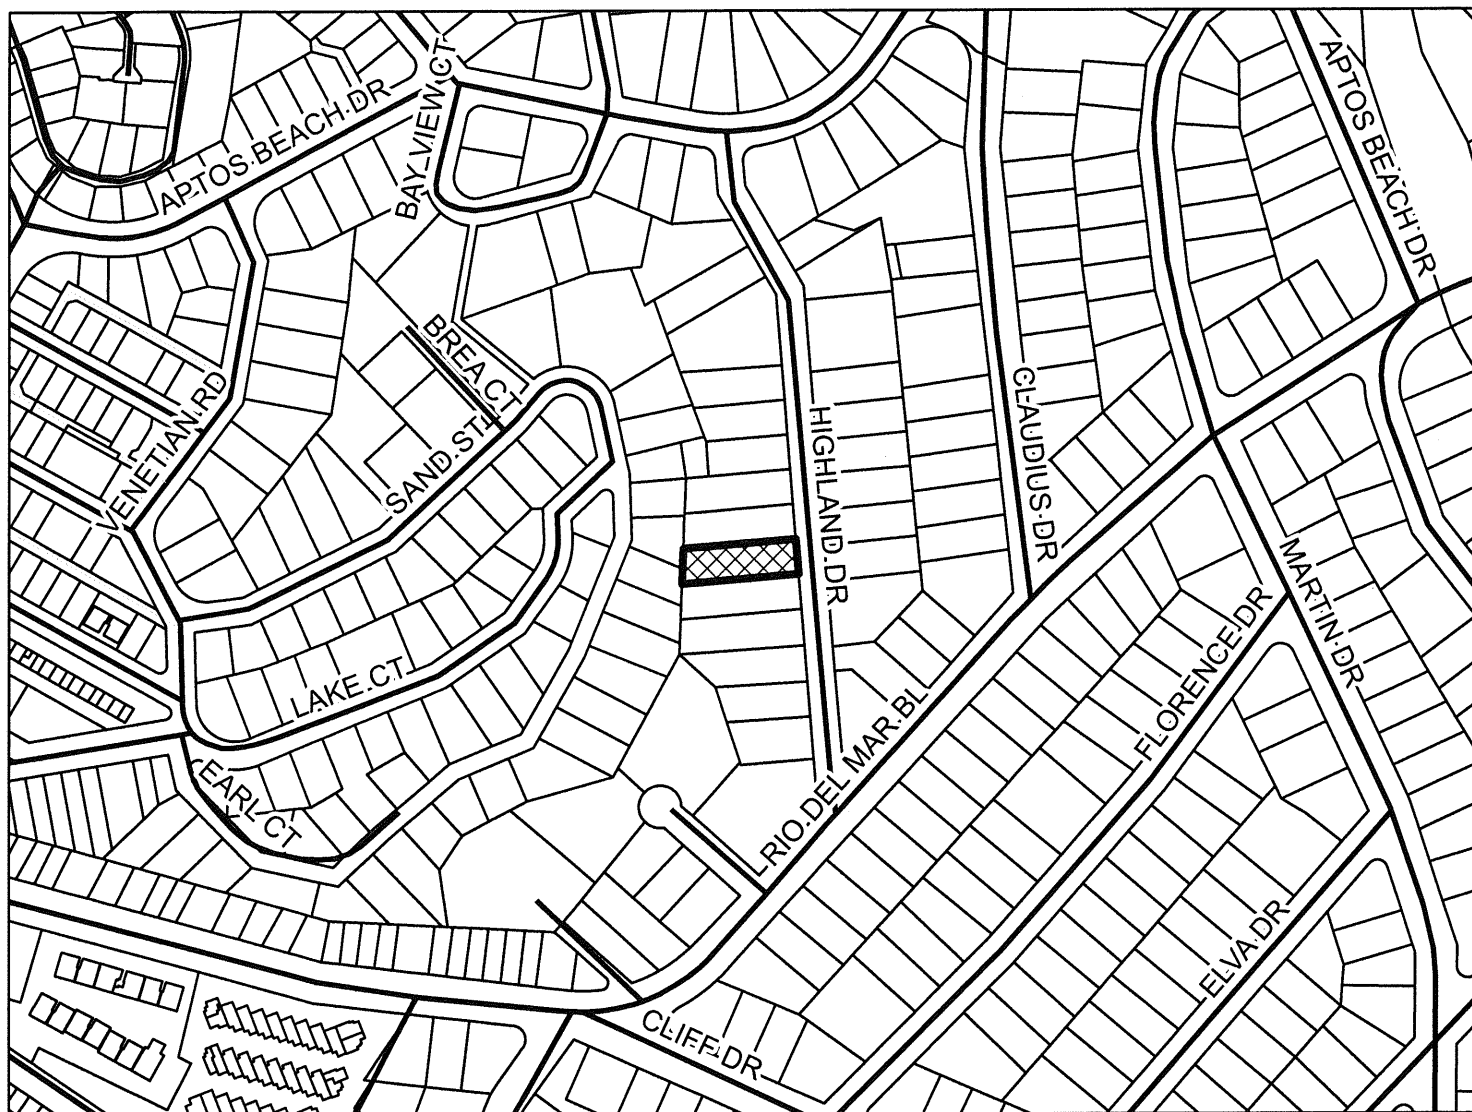 APTOS BEACH DR
BAY VIEW CT
APTOS BEACH DR
BREA CT
VENETIAN RD
SAND ST
HIGHLAND DR
CLAUDIUS DR
LAKE CT
MARTIN DR
FLORENCE DR
EARL CT
RIO DEL MAR BL
ELVA DR
CLIFF DR